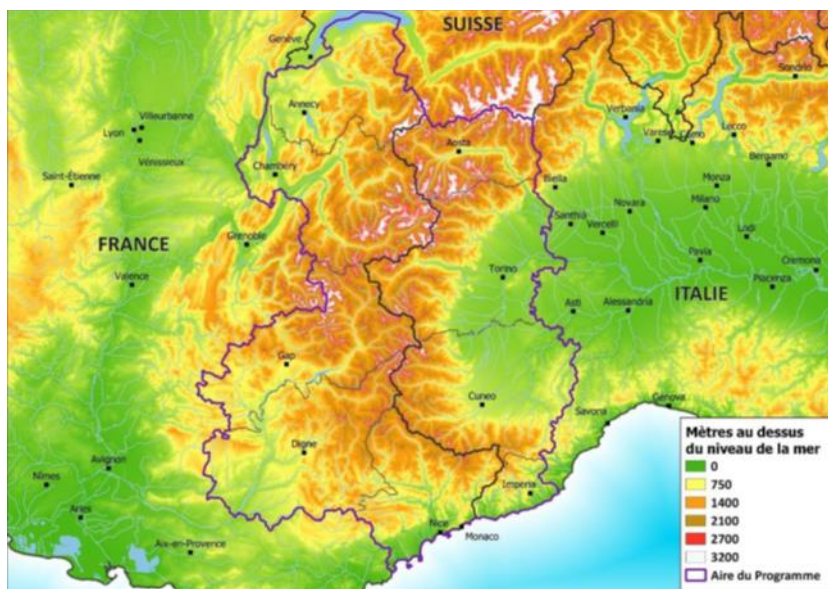 SUISSE
Genève
Sondrio
Annecy
Verbania
Villeurbanne
Lyon
Varese
Como
Lecco
Aosta
Vénissieux
Bergamo
Chambery
Saint-Étienne
Biella
Monza
Novara
Milano
Santhià
Vercelli
FRANCE
Grenoble
Lodi
Pavia
Cremona
Torino
Valence
Piacenza
ITALIE
Asti
Alessandria
Gap
Cuneo
Genova
Savona
Digne
Avignon
Nîmes
Imperia
Arles
Nice
Monaco
Aix-en-Provence
Mètres au dessus
du niveau de la mer
0
750
1400
2100
2700
3200
Aire du Programme